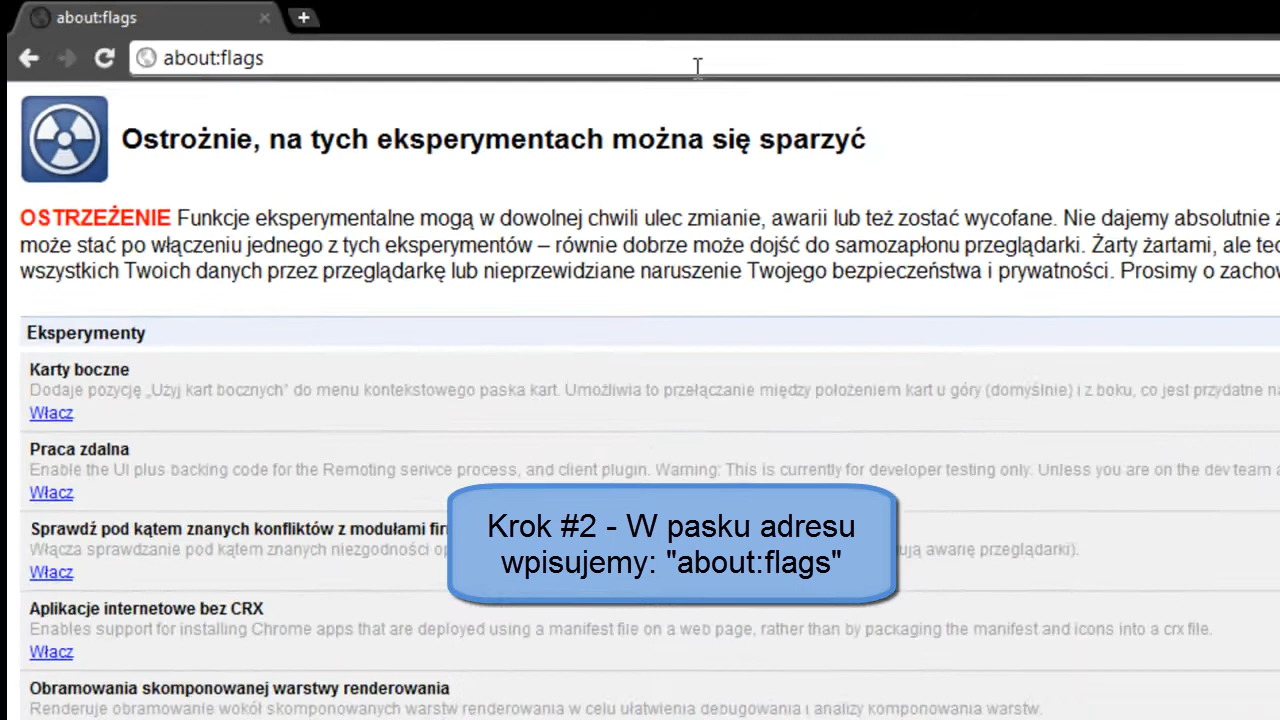 about:flags
about:flags
Ostrożnie, na tych eksperymentach można się sparzyć
OSTRZEŻENIE Funkcje eksperymentalne mogą w dowolnej chwili ulec zmianie, awarii lub też zostać wycofane. Nie dajemy absolutnie
może stać po włączeniu jednego z tych eksperymentów – równie dobrze może dojść do samozapłonu przeglądarki. Żarty żartami, ale
wszystkich Twoich danych przez przeglądarkę lub nieprzewidziane naruszenie Twojego bezpieczeństwa i prywatności. Prosimy o
Eksperymenty
Karty boczne
Dodaje pozycję „Użyj kart bocznych" do menu kontekstowego paska kart. Umożliwia to przełączanie między położeniem kart u góry (domyślnie) i z boku, co jest przydatne
Włacz
Praca zdalna
Enable the UI plus backing code for the Remoting serivce process, and client plugin. Warning: This is currently for developer testing only. Unless you are on the dev team
Włacz
Sprawdź pod kątem znanych konfliktów z modułami
Włącza sprawdzanie pod kątem znanych niezgodności
awarię przeglądarki).
Włacz
Krok #2 - W pasku adresu
wpisujemy: "about:flags"
Aplikacje internetowe bez CRX
Enables support for installing Chrome apps that are deployed using a manifest file on a web page, rather than by packaging the manifest and icons into a crx file.
Włacz
Obramowania skomponowanej warstwy renderowania
Renderuje obramowanie wokół skomponowanych warstw renderowania w celu ułatwienia debugowania i analizy komponowania warstw.